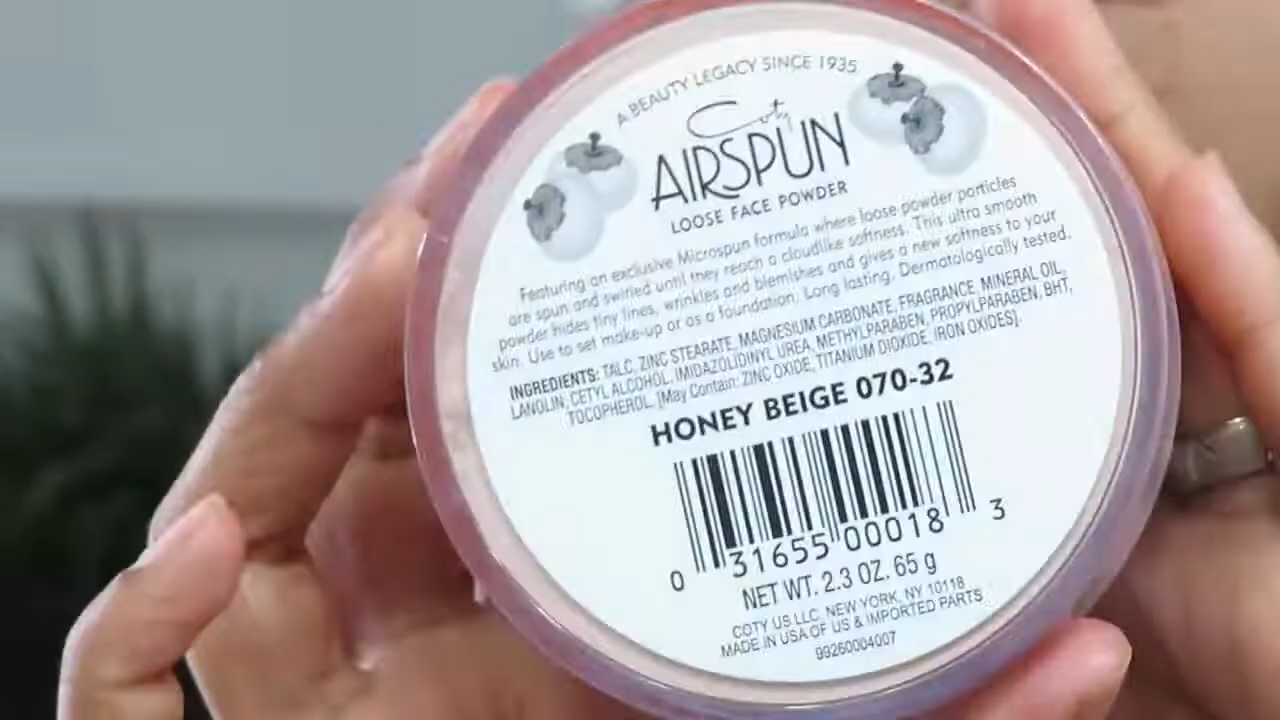 A BEAUTY LEGACY SINCE 1935
Coty
AIRSPUN
LOOSE FACE POWDER
Featuring an exclusive Microspun formula where loose powder particles
are spun and swirled until they reach a cloudlike softness. This ultra smooth
powder hides tiny lines, wrinkles and blemishes and gives a new softness to your
skin. Use to set make-up or as a foundation. Long lasting. Dermatologically tested.
INGREDIENTS: TALC, ZINC STEARATE, MAGNESIUM CARBONATE, FRAGRANCE, MINERAL OIL,
LANOLIN, CETYL ALCOHOL, IMIDAZOLIDINYL UREA, METHYLPARABEN, PROPYLPARABEN, BHT,
TOCOPHEROL. [May Contain: ZINC OXIDE, TITANIUM DIOXIDE, IRON OXIDES].
HONEY BEIGE 070-32
0 31655 00018 3
NET WT. 2.3 OZ. 65 g
COTY US LLC, NEW YORK, NY 10118
MADE IN USA OF US & IMPORTED PARTS
99260004007